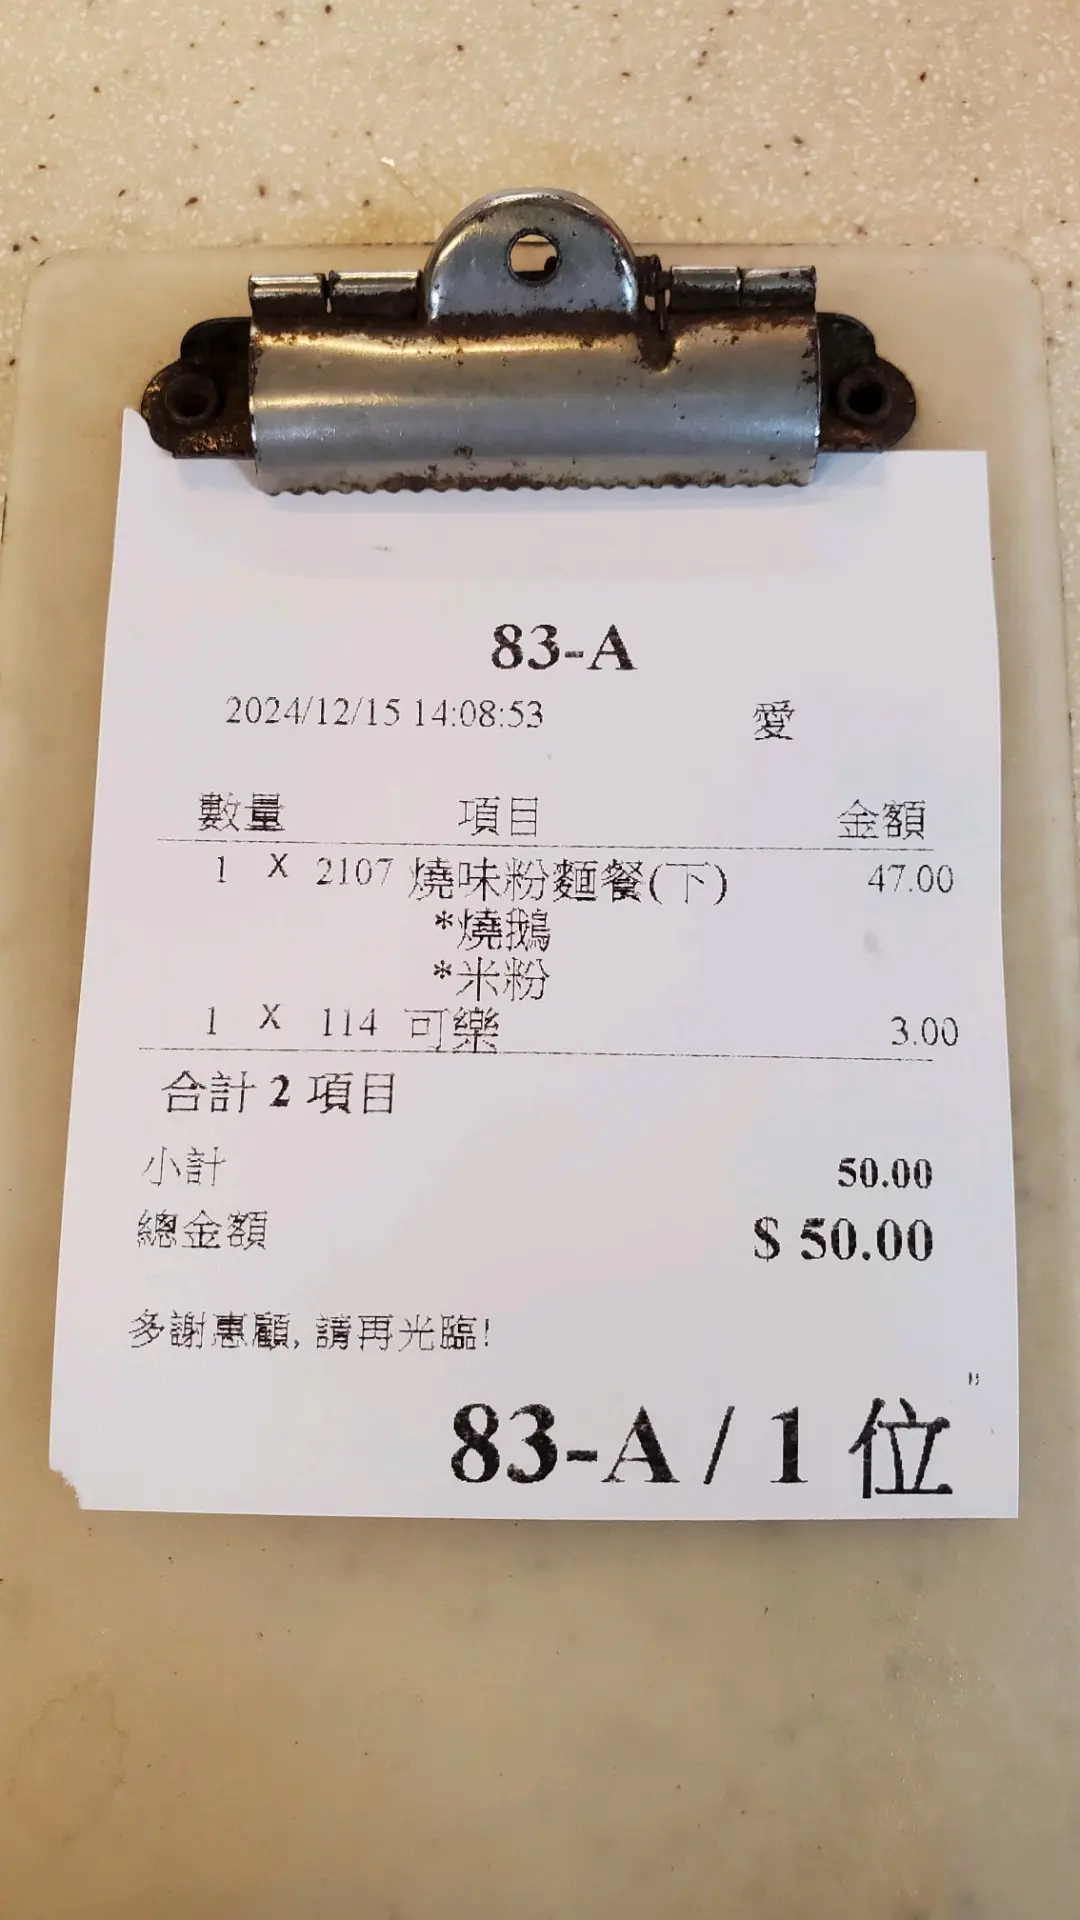 83-A
2024/12/15 14:08:53 愛
數量 項目 金額
1 X 2107 燒味粉麵餐(下) 47.00
*燒鵝
*米粉
1 X 114 可樂 3.00
合計 2 項目
小計 50.00
總金額 $ 50.00
多謝惠顧, 請再光臨!
83-A / 1 位